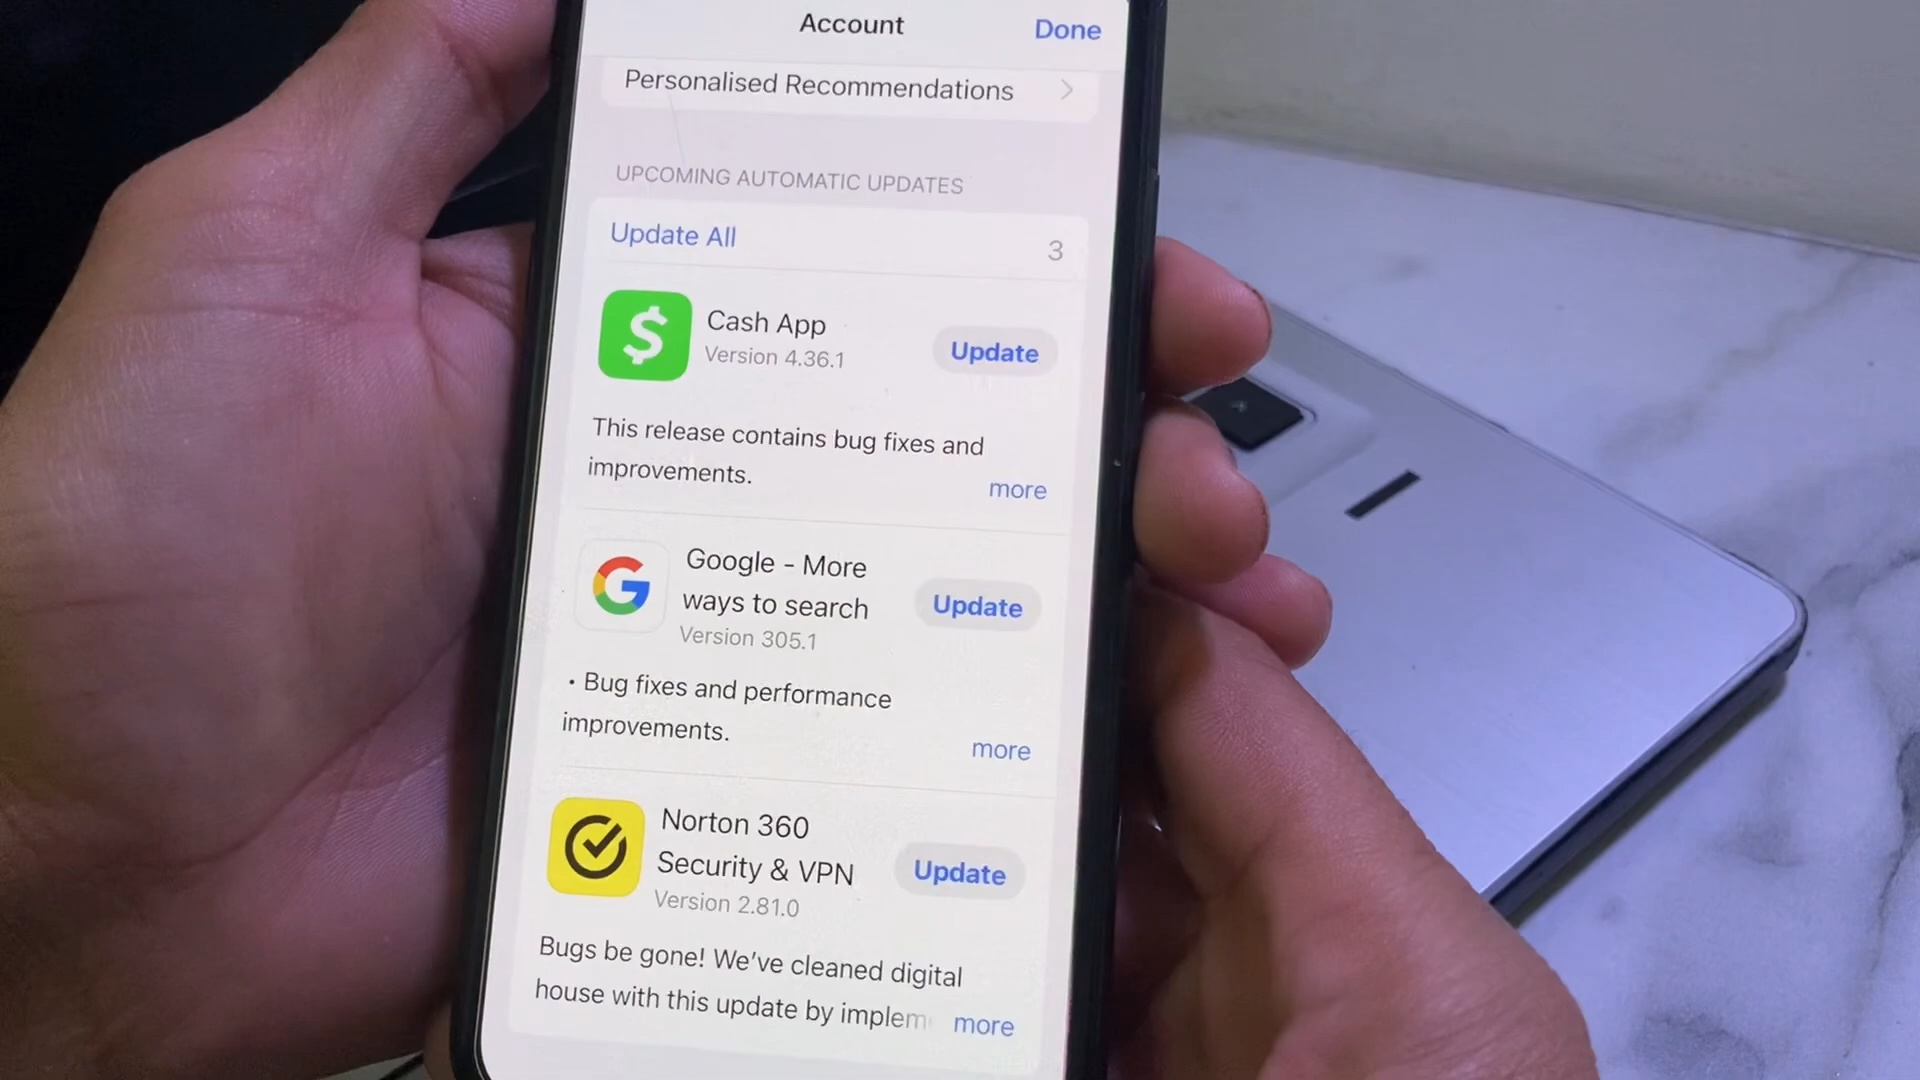 Account
Done
Personalised Recommendations
UPCOMING AUTOMATIC UPDATES
Update All
3
$
Cash App
Version 4.36.1
Update
This release contains bug fixes and
improvements.
more
G
Google - More
ways to search
Version 305.1
Update
• Bug fixes and performance
improvements.
more
Norton 360
Security & VPN
Version 2.81.0
Update
Bugs be gone! We've cleaned digital
house with this update by implem
more